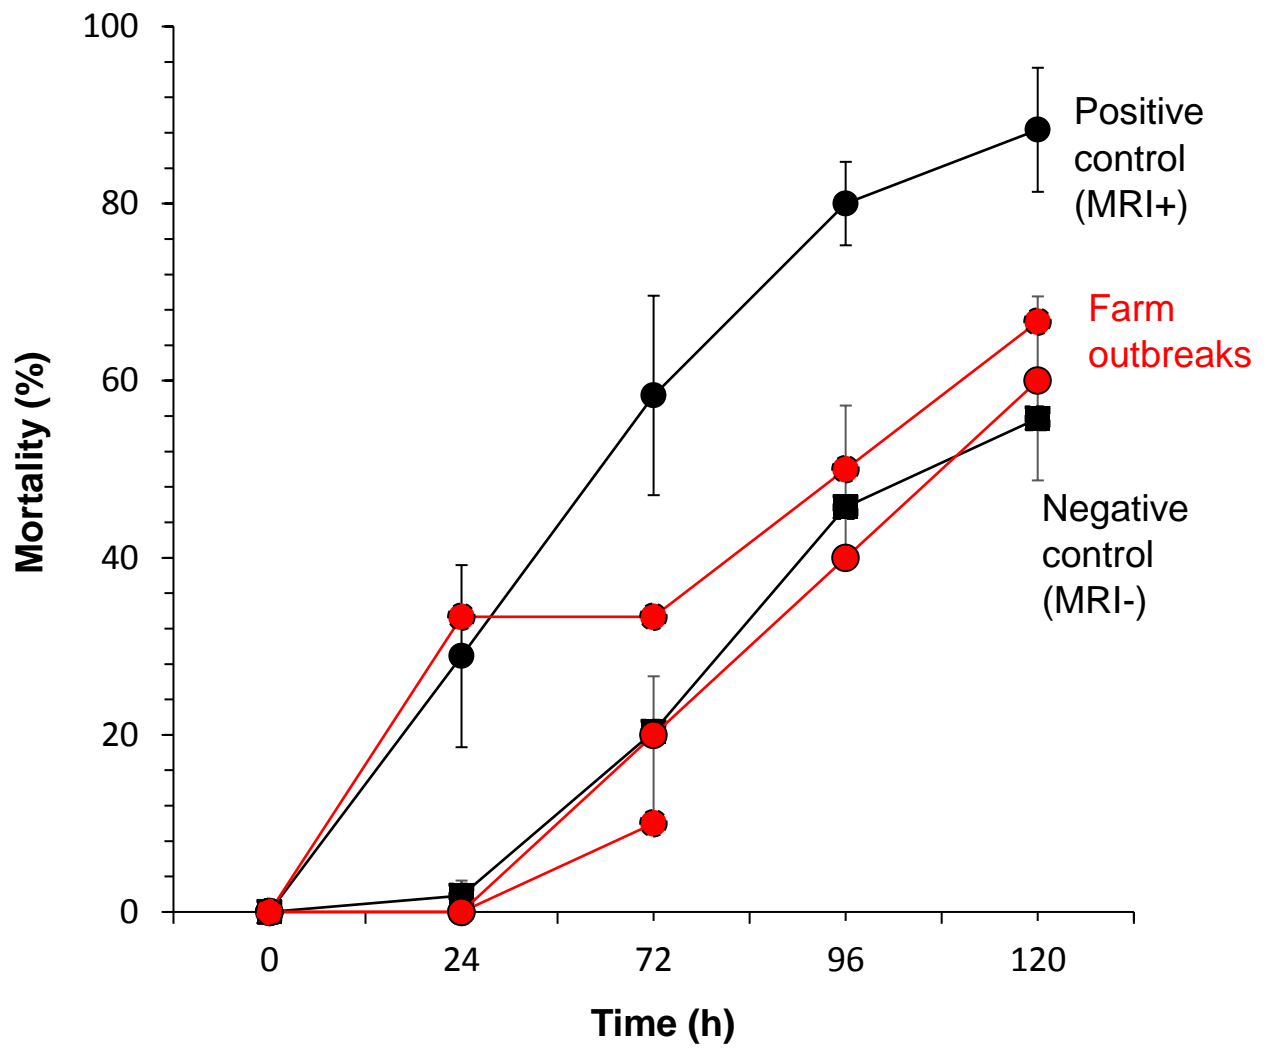 100
80
60
40
20
0
Mortality (%)
0 24 72 96 120
Time (h)
Positive
control
(MRI+)
Farm
outbreaks
Negative
control
(MRI-)